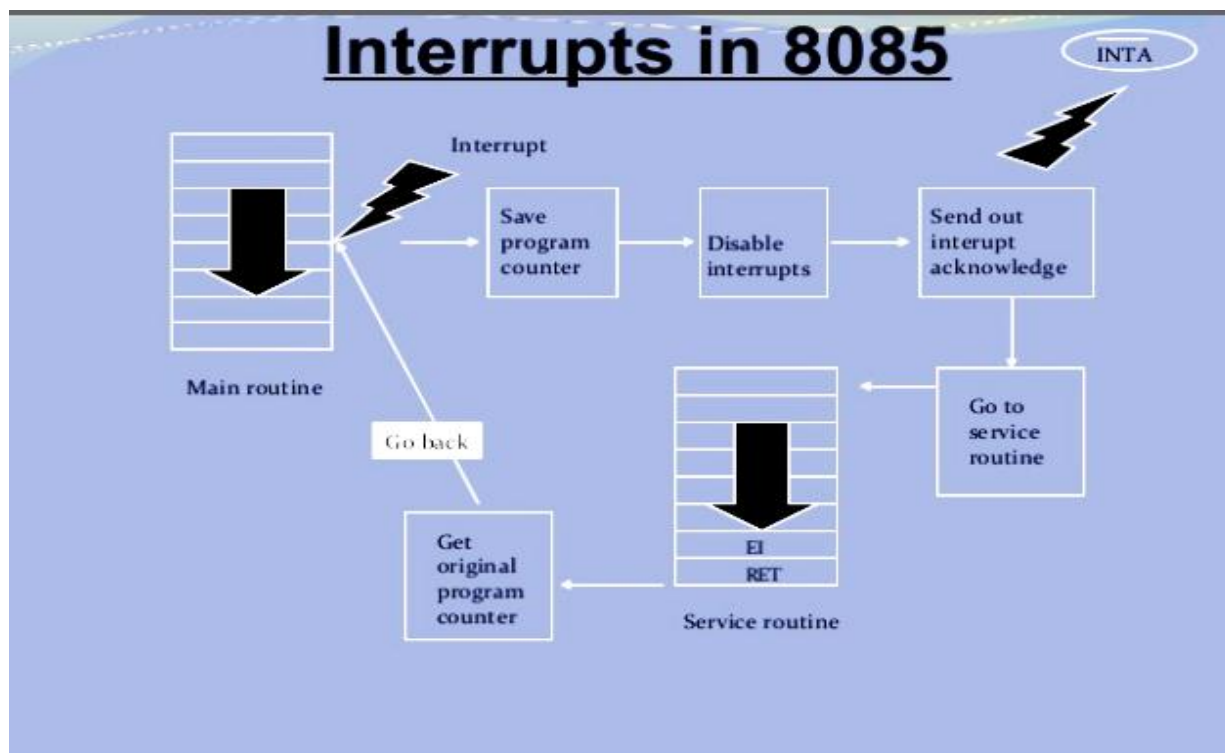 Interrupts in 8085
INTA
Interrupt
Save
program
counter
Disable
interrupts
Send out
interupt
acknowledge
Main routine
Go to
service
routine
Go back
EI
RET
Get
original
program
counter
Service routine